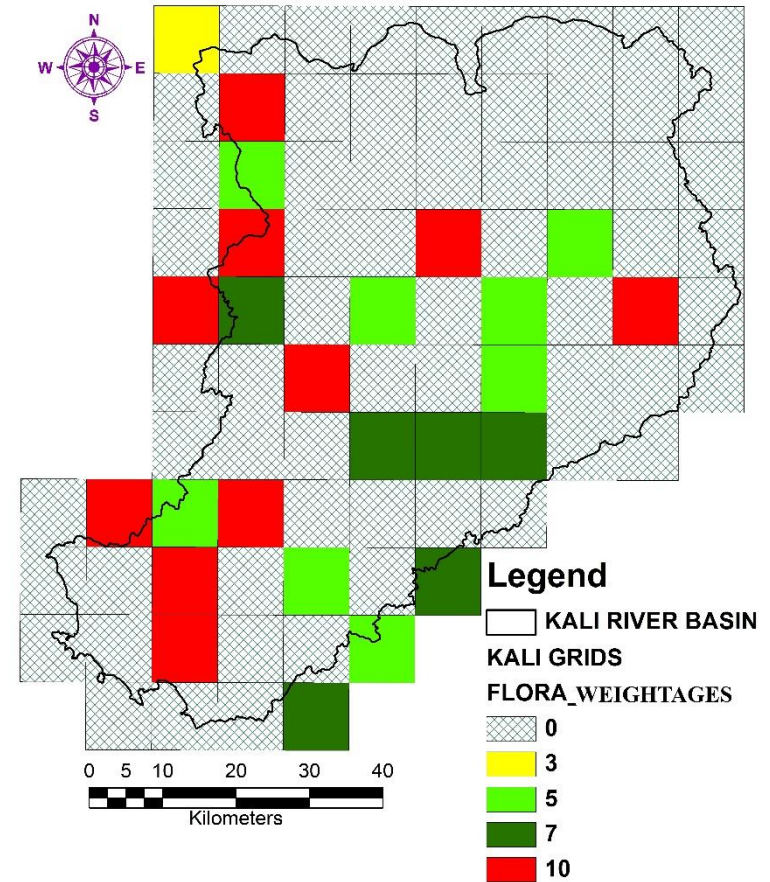 N
W E
S
Legend
KALI RIVER BASIN
KALI GRIDS
FLORA_WEIGHTAGES
0
3
5
7
10
0 5 10 20 30 40
Kilometers